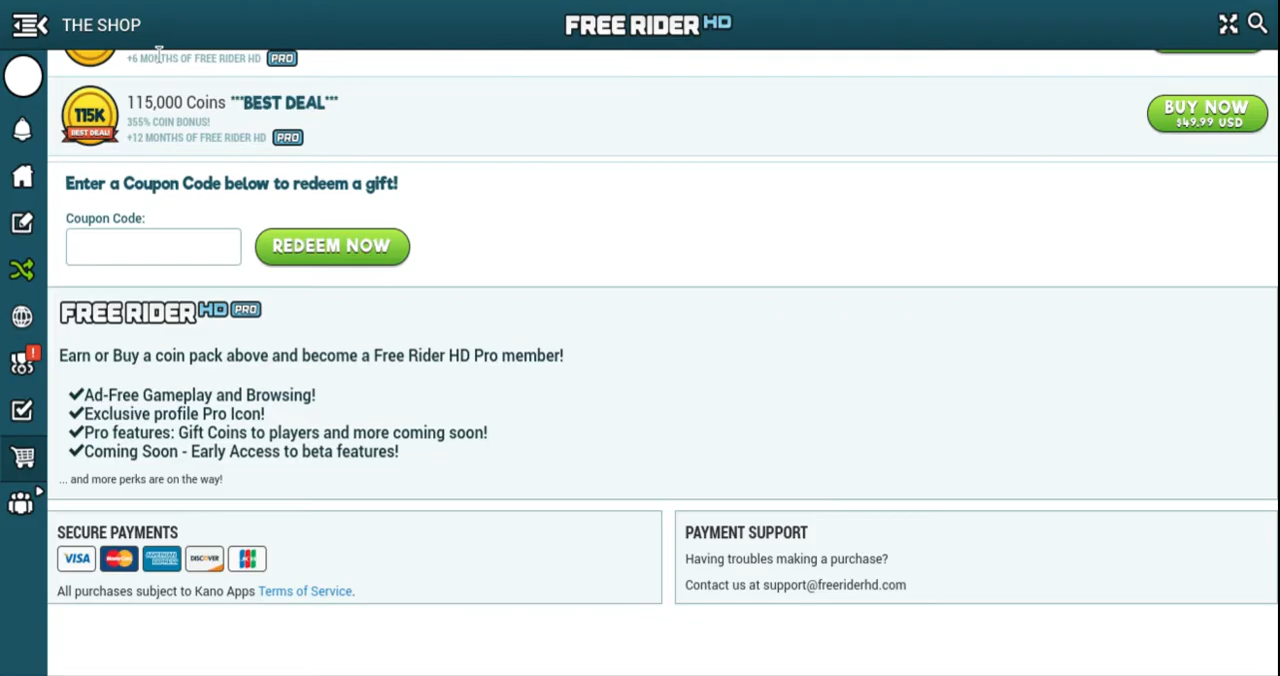 THE SHOP
FREE RIDER HD
+6 MONTHS OF FREE RIDER HD PRO
115K
BEST DEAL!
115,000 Coins ***BEST DEAL***
355% COIN BONUS!
+12 MONTHS OF FREE RIDER HD PRO
BUY NOW
$49.99 USD
Enter a Coupon Code below to redeem a gift!
Coupon Code:
REDEEM NOW
FREE RIDER HD PRO
Earn or Buy a coin pack above and become a Free Rider HD Pro member!
✔Ad-Free Gameplay and Browsing!
✔Exclusive profile Pro Icon!
✔Pro features: Gift Coins to players and more coming soon!
✔Coming Soon - Early Access to beta features!
... and more perks are on the way!
SECURE PAYMENTS
VISA MasterCard AMERICAN EXPRESS DISCOVER JCB
All purchases subject to Kano Apps Terms of Service.
PAYMENT SUPPORT
Having troubles making a purchase?
Contact us at support@freeriderhd.com